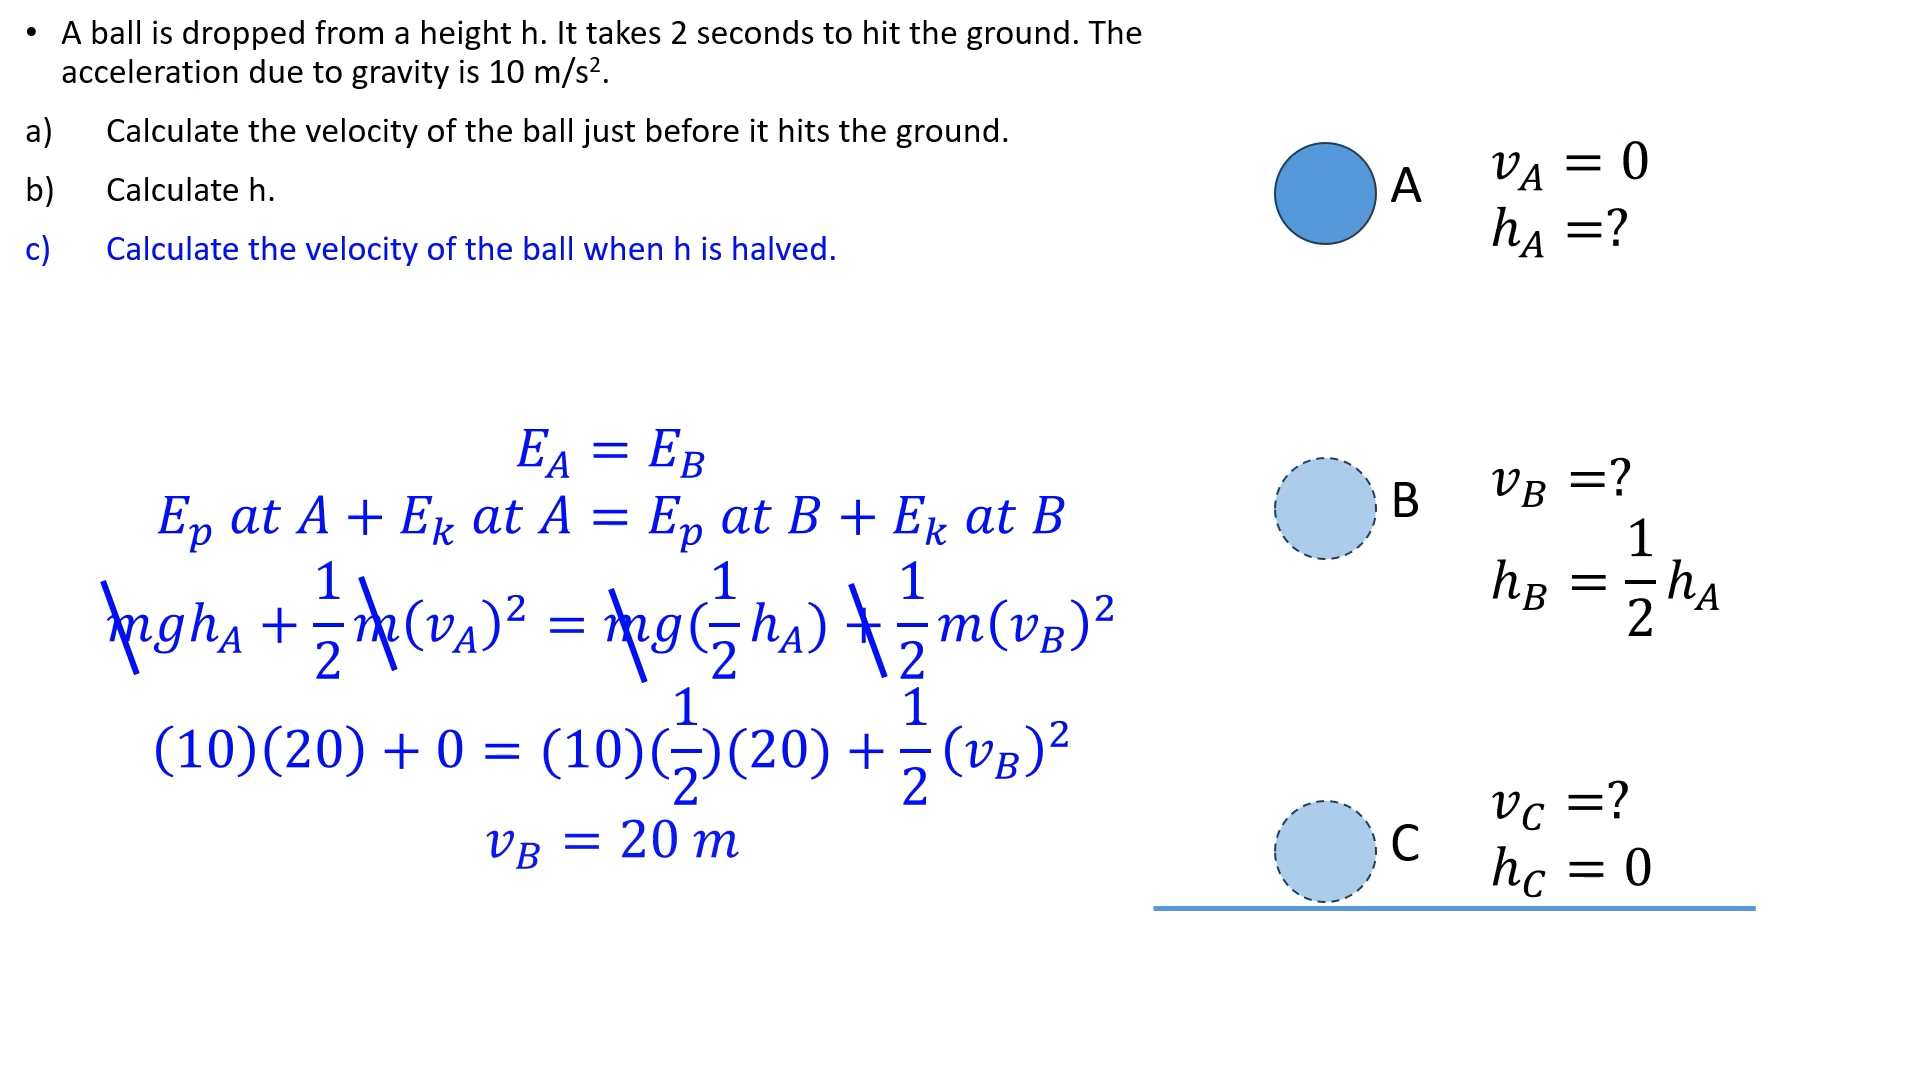 • A ball is dropped from a height h. It takes 2 seconds to hit the ground. The
acceleration due to gravity is 10 m/s².
a) Calculate the velocity of the ball just before it hits the ground.
b) Calculate h.
c) Calculate the velocity of the ball when h is halved.
E_A = E_B
E_p at A + E_k at A = E_p at B + E_k at B
mgh_A + 1/2 m(v_A)² = mg(1/2 h_A) + 1/2 m(v_B)²
(10)(20) + 0 = (10)(1/2)(20) + 1/2 (v_B)²
v_B = 20 m
A
v_A = 0
h_A =?
B
v_B =?
h_B = 1/2 h_A
C
v_C =?
h_C = 0